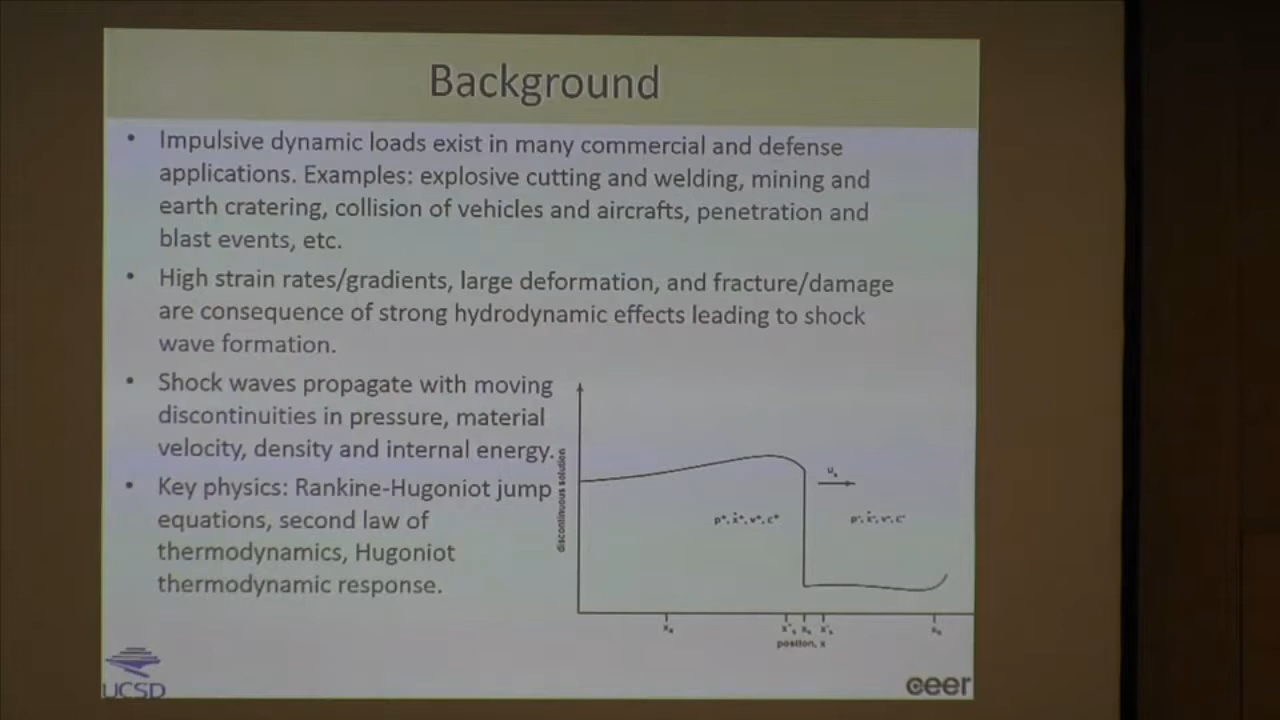 Background
• Impulsive dynamic loads exist in many commercial and defense
applications. Examples: explosive cutting and welding, mining and
earth cratering, collision of vehicles and aircrafts, penetration and
blast events, etc.
• High strain rates/gradients, large deformation, and fracture/damage
are consequence of strong hydrodynamic effects leading to shock
wave formation.
• Shock waves propagate with moving
discontinuities in pressure, material
velocity, density and internal energy.
• Key physics: Rankine-Hugoniot jump
equations, second law of
thermodynamics, Hugoniot
thermodynamic response.
discontinuous solution
position, x
UCSD
ceer